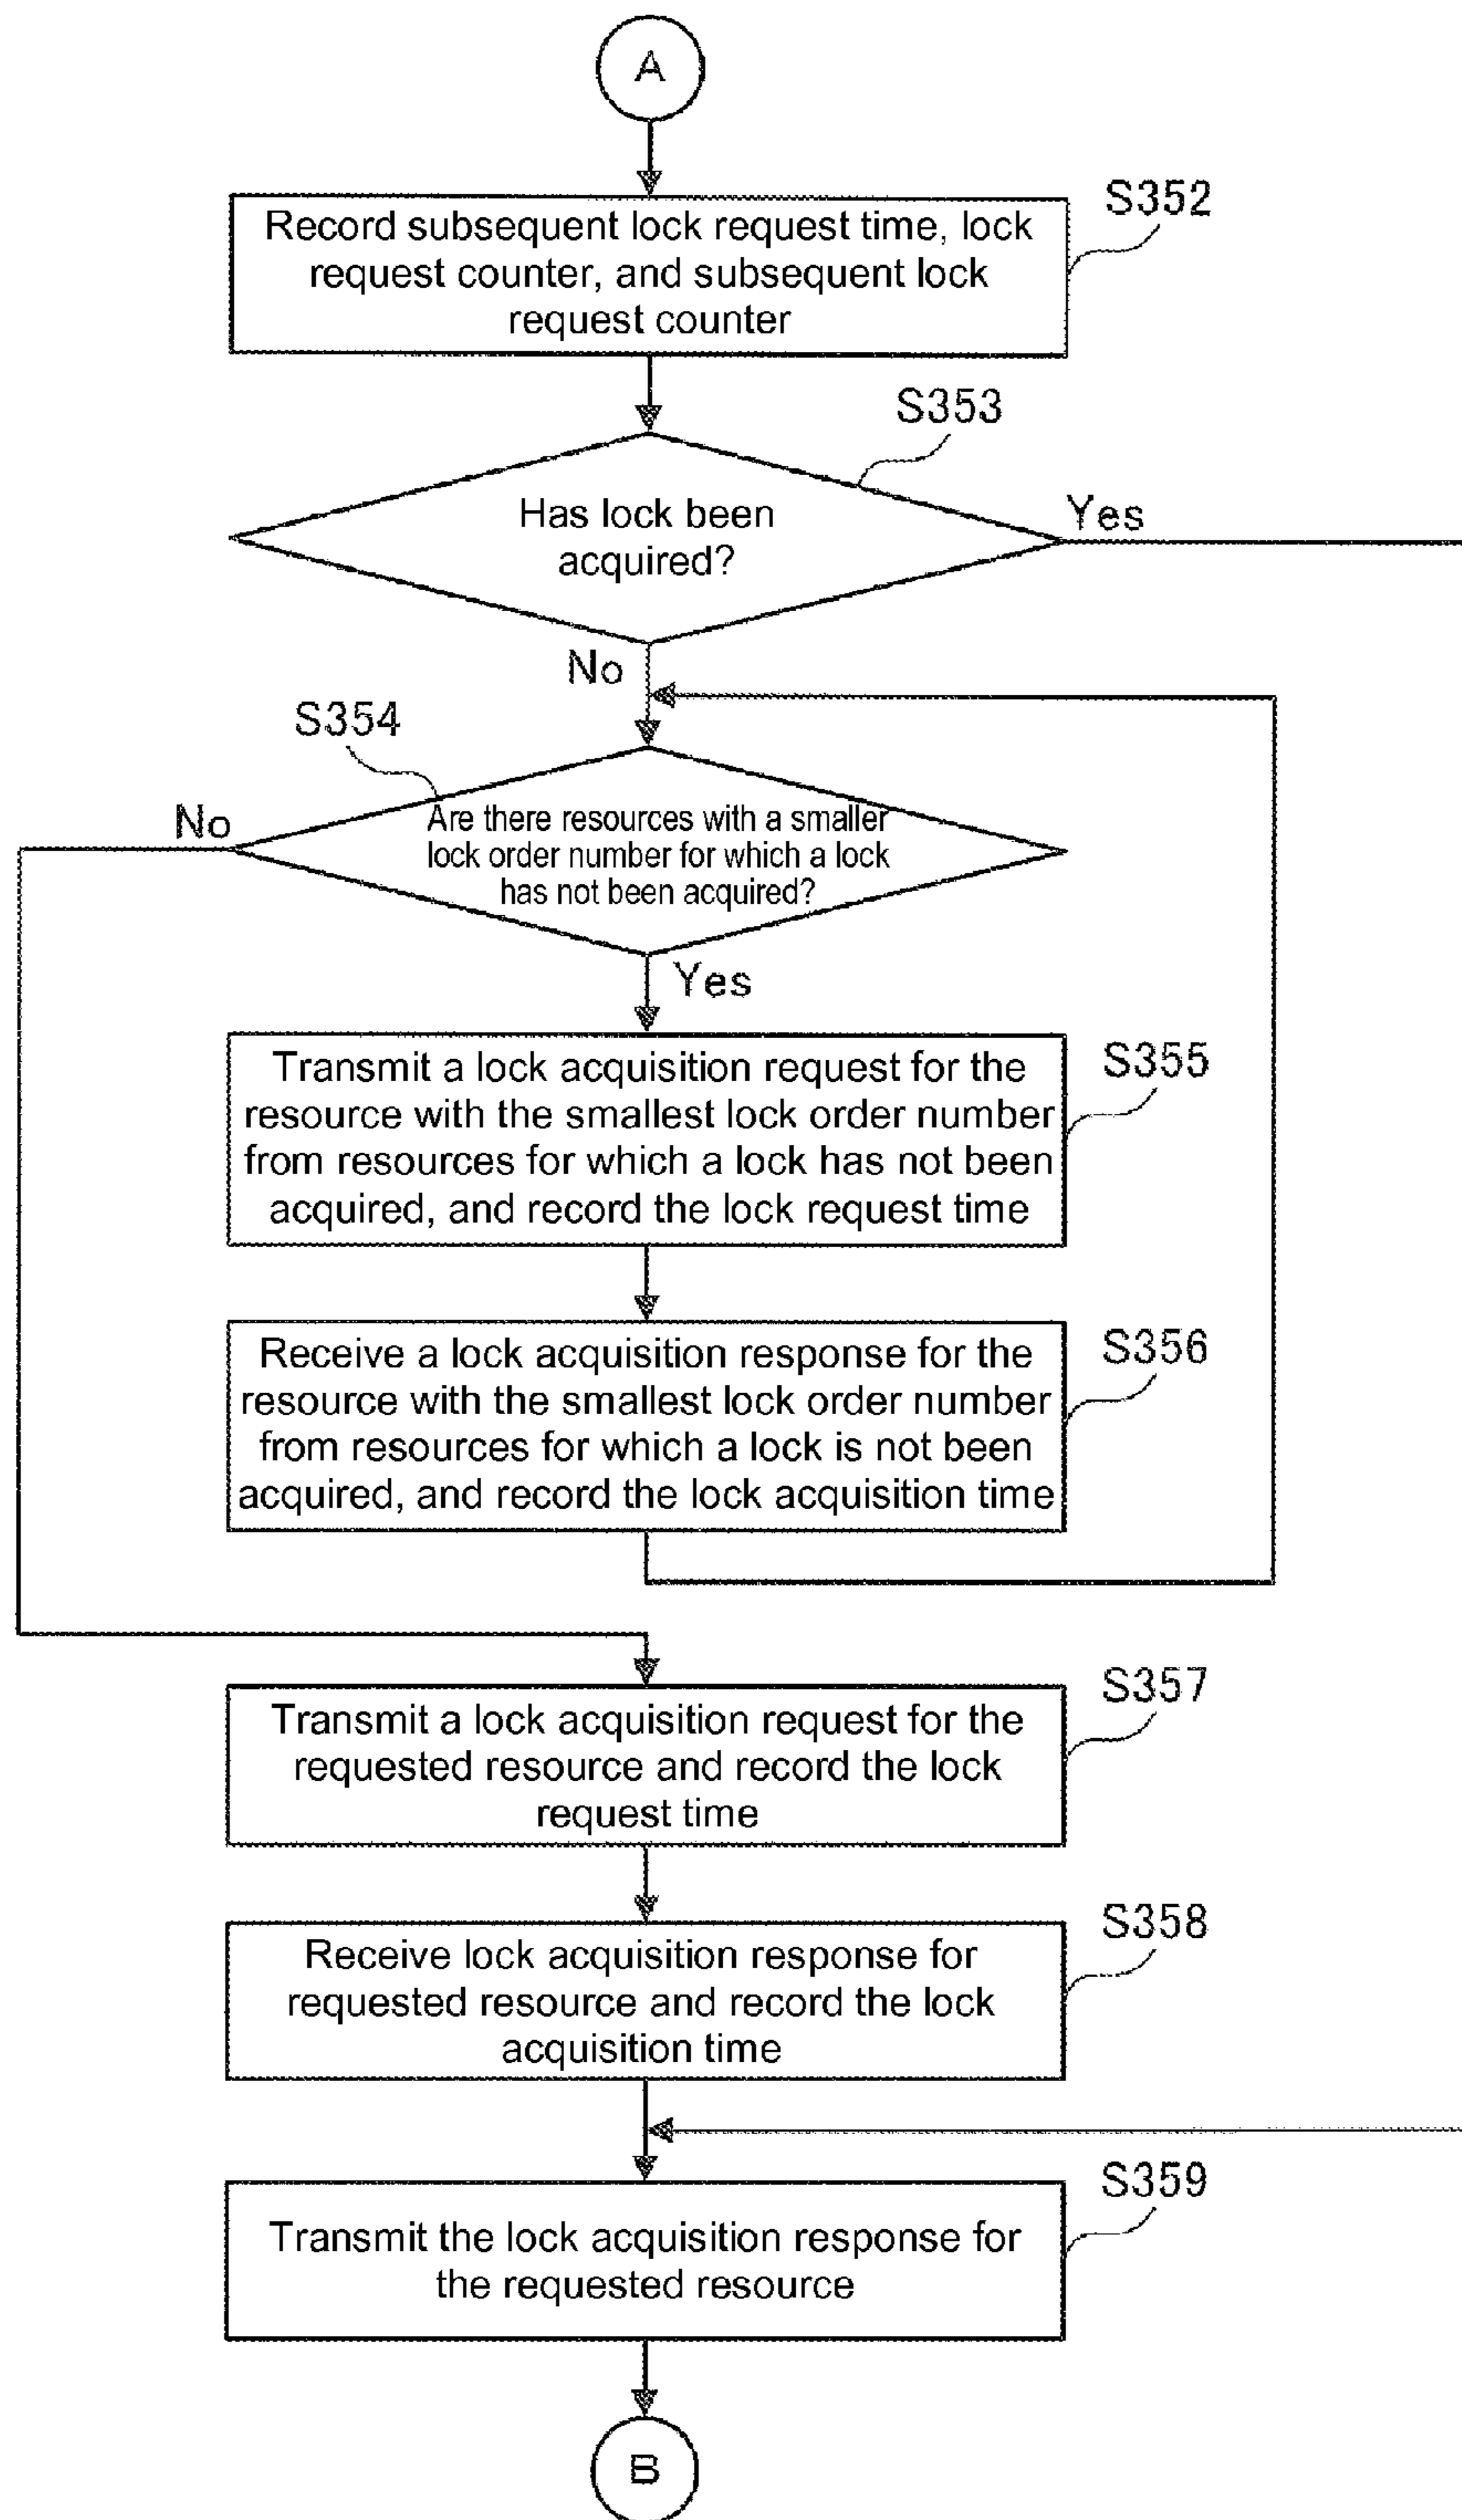 A
S352
Record subsequent lock request time, lock
request counter, and subsequent lock
request counter
S353
Has lock been
acquired?
Yes
No
S354
No
Are there resources with a smaller
lock order number for which a lock
has not been acquired?
Yes
S355
Transmit a lock acquisition request for the
resource with the smallest lock order number
from resources for which a lock has not been
acquired, and record the lock request time
S356
Receive a lock acquisition response for the
resource with the smallest lock order number
from resources for which a lock is not been
acquired, and record the lock acquisition time
S357
Transmit a lock acquisition request for the
requested resource and record the lock
request time
S358
Receive lock acquisition response for
requested resource and record the lock
acquisition time
S359
Transmit the lock acquisition response for
the requested resource
B